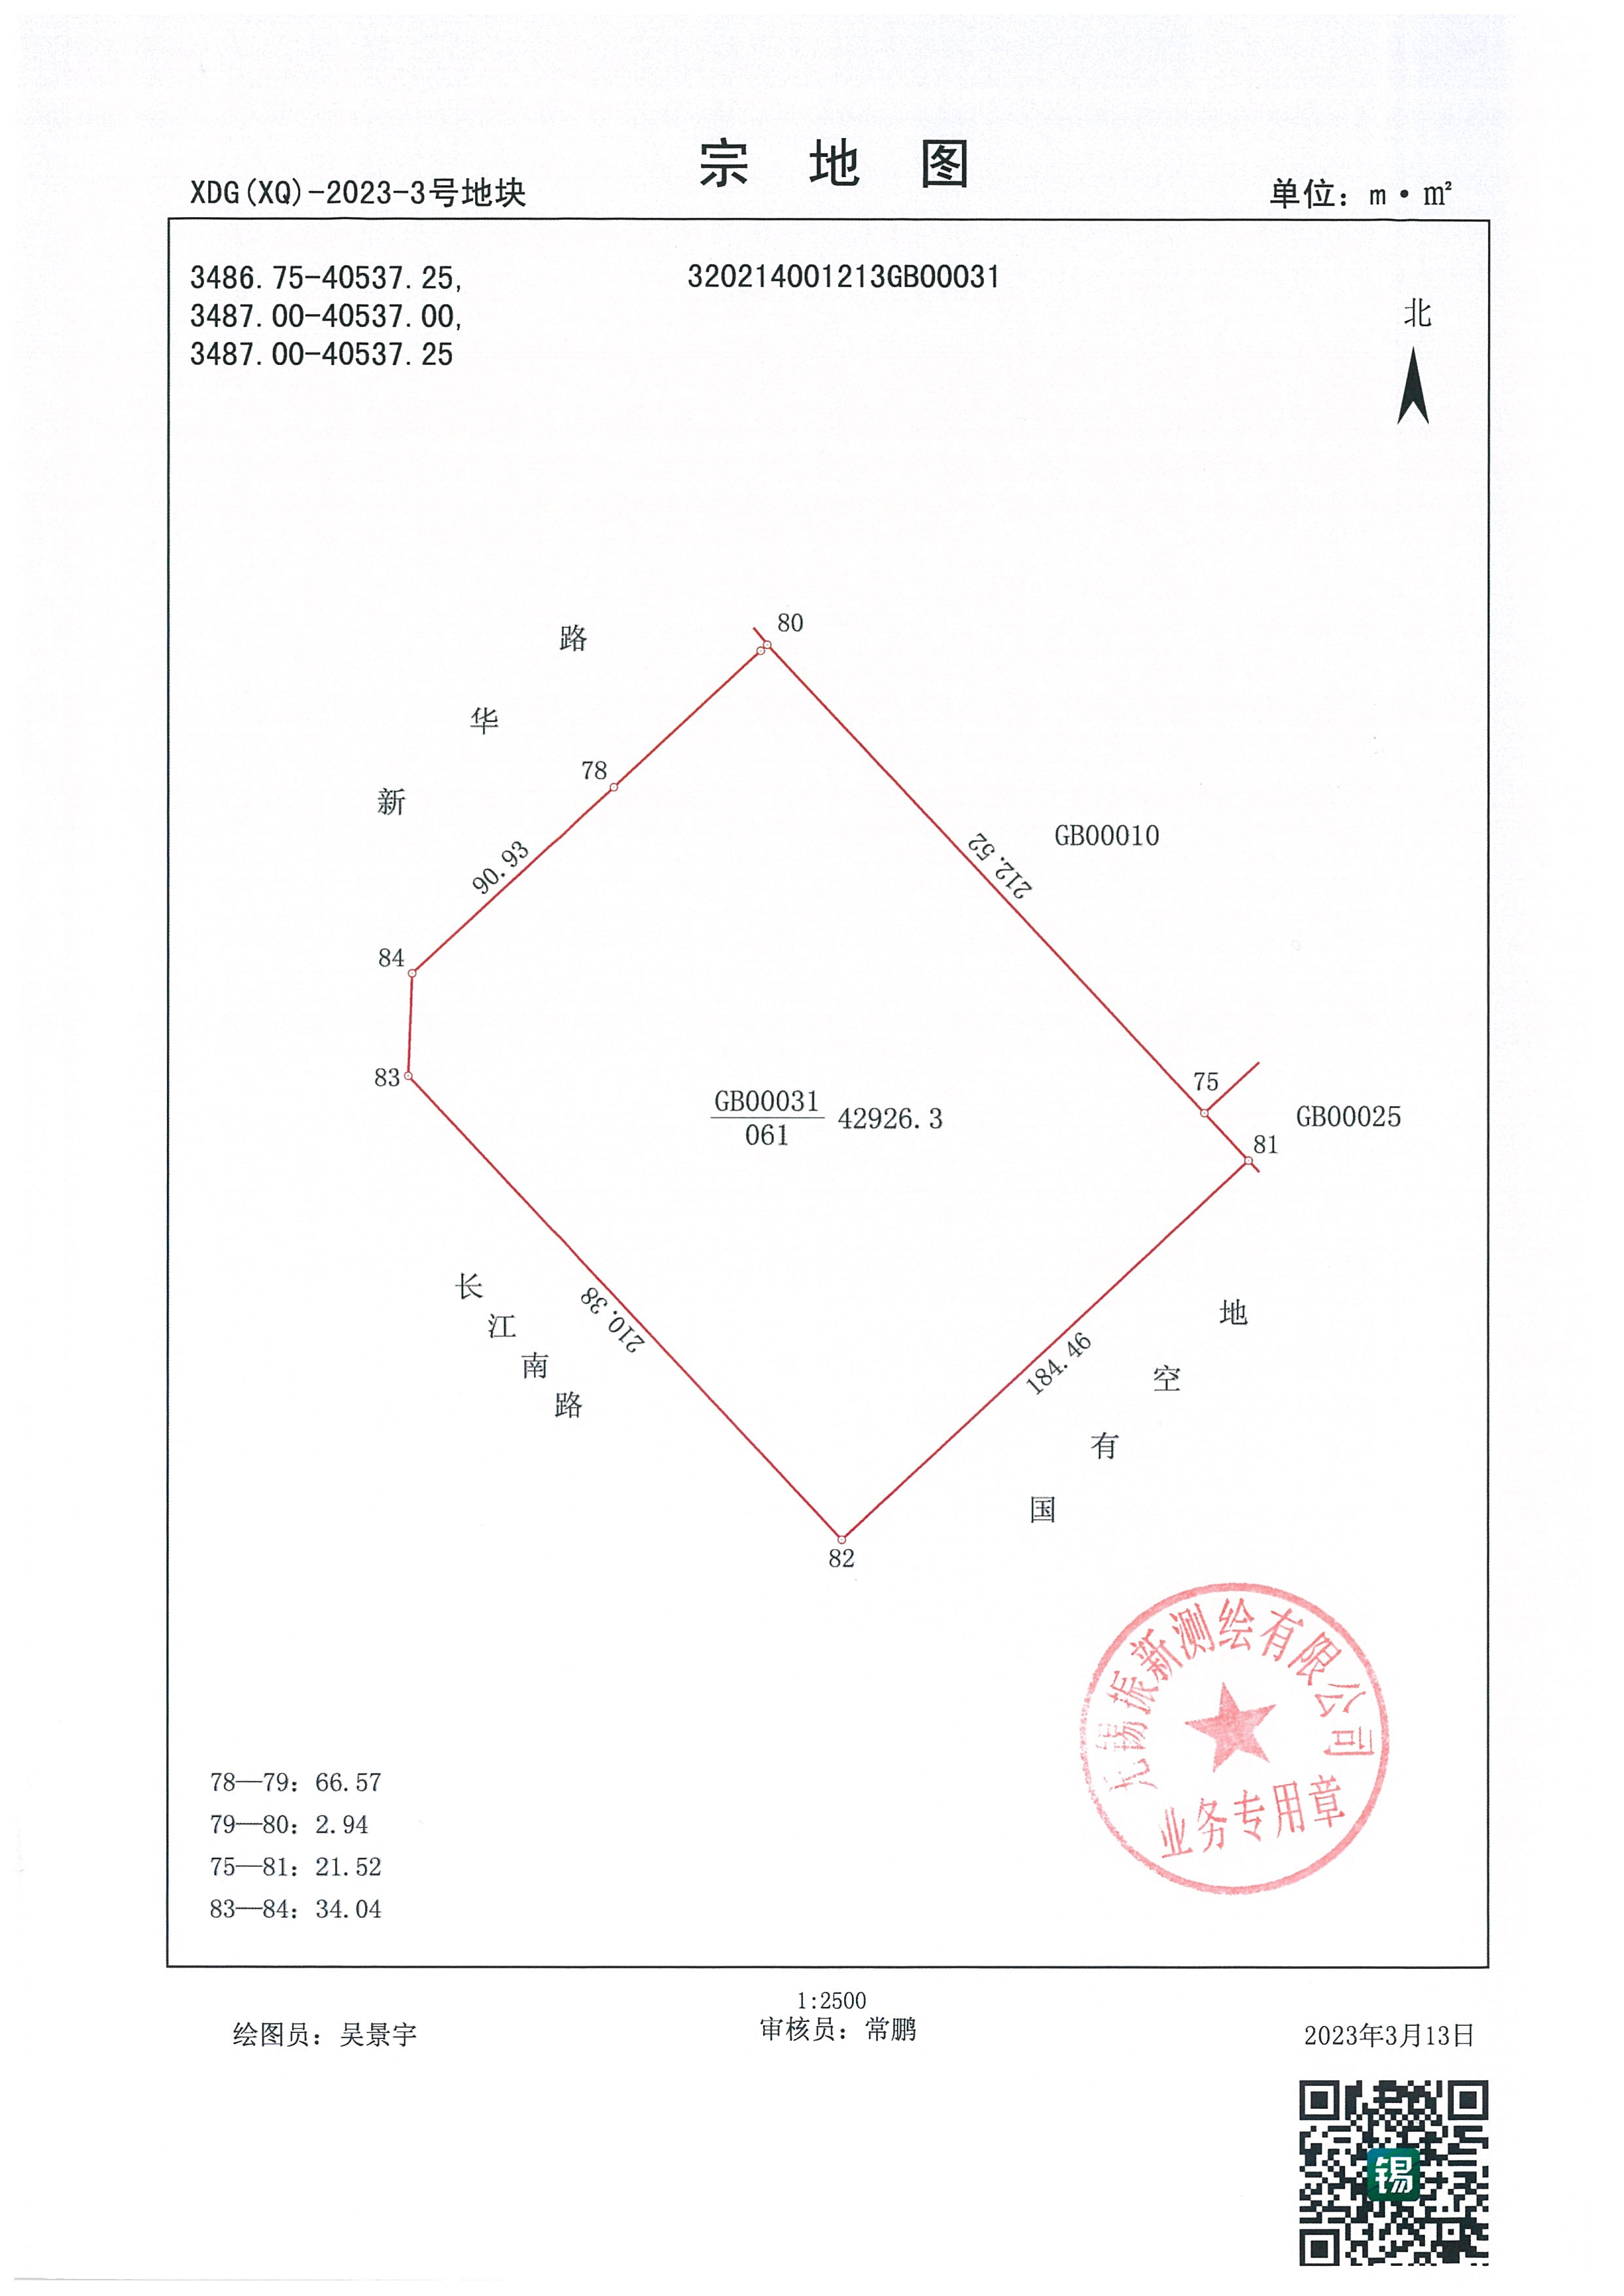 宗地图
XDG(XQ)-2023-3号地块
单位：m·㎡
3486.75-40537.25,
3487.00-40537.00,
3487.00-40537.25
320214001213GB00031
北
80
新华路
78
90.93
212.52
GB00010
84
83
75
GB00025
81
GB00031
061
42926.3
长江南路
210.38
184.46
国有空地
82
无锡振新测绘有限公司
业务专用章
78—79：66.57
79—80：2.94
75—81：21.52
83—84：34.04
1:2500
绘图员：吴景宇
审核员：常鹏
2023年3月13日
锡